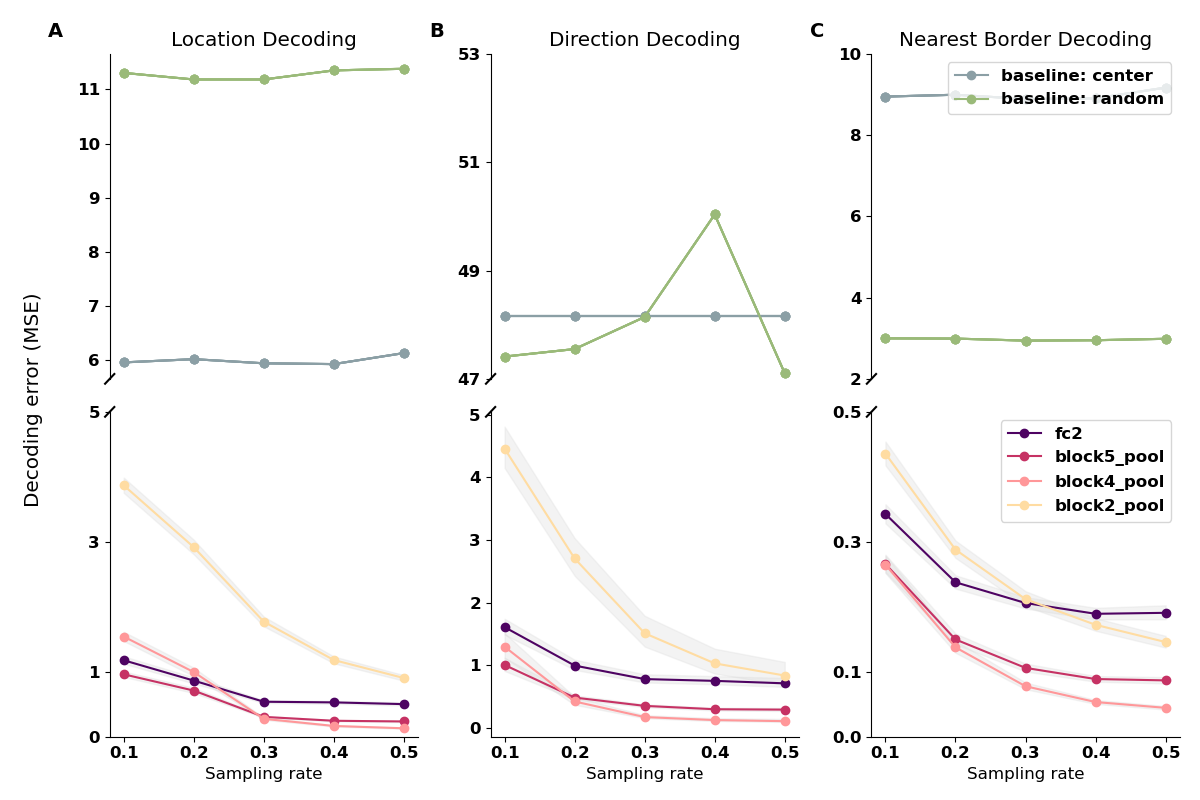 A
Location Decoding
B
Direction Decoding
C
Nearest Border Decoding
Decoding error (MSE)
11
10
9
8
7
6
5
3
1
0
0.1 0.2 0.3 0.4 0.5
Sampling rate
53
51
49
47
5
4
3
2
1
0
0.1 0.2 0.3 0.4 0.5
Sampling rate
10
8
6
4
2
baseline: center
baseline: random
0.5
0.3
0.1
0.0
fc2
block5_pool
block4_pool
block2_pool
0.1 0.2 0.3 0.4 0.5
Sampling rate